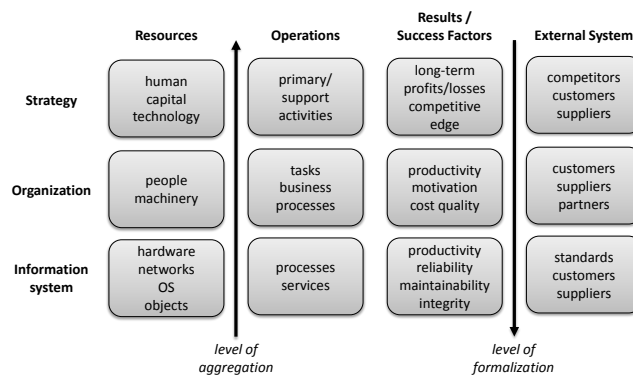 Resources
Operations
Results /
Success Factors
External System
Strategy
human
capital
technology
primary/
support
activities
long-term
profits/losses
competitive
edge
competitors
customers
suppliers
Organization
people
machinery
tasks
business
processes
productivity
motivation
cost quality
customers
suppliers
partners
Information
system
hardware
networks
OS
objects
processes
services
productivity
reliability
maintainability
integrity
standards
customers
suppliers
level of
aggregation
level of
formalization